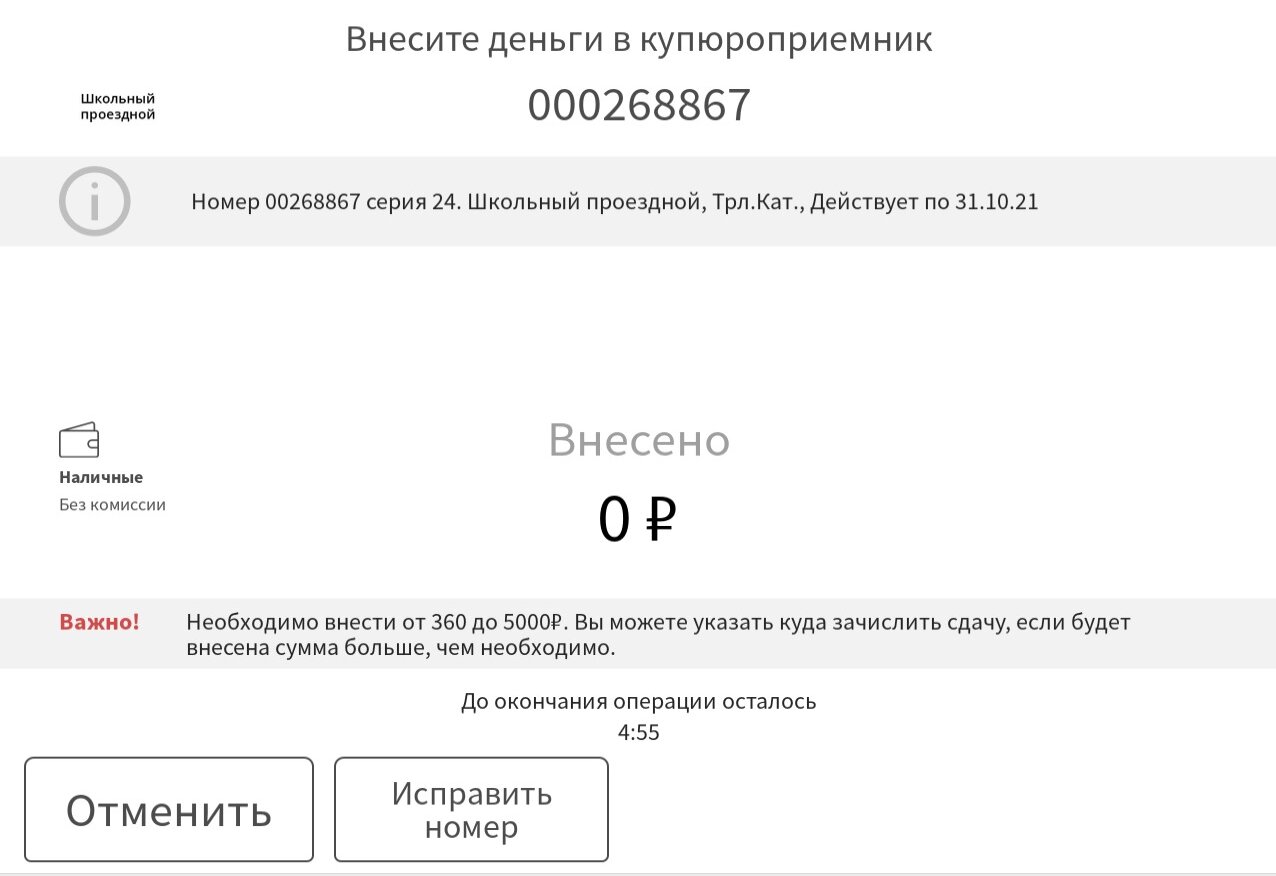 Внесите деньги в купюроприемник
Школьный
проездной
000268867
Номер 00268867 серия 24. Школьный проездной, Трл.Кат., Действует по 31.10.21
Внесено
0 ₽
Наличные
Без комиссии
Важно!
Необходимо внести от 360 до 5000₽. Вы можете указать куда зачислить сдачу, если будет
внесена сумма больше, чем необходимо.
До окончания операции осталось
4:55
Отменить
Исправить
номер